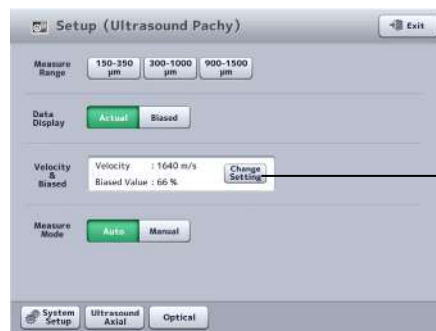 Setup (Ultrasound Pachy)
Exit
Measure
Range
150-350
μm
300-1000
μm
900-1500
μm
Data
Display
Actual
Biased
Velocity
&
Biased
Velocity : 1640 m/s
Biased Value : 66 %
Change
Setting
Measure
Mode
Auto
Manual
System
Setup
Ultrasound
Axial
Optical